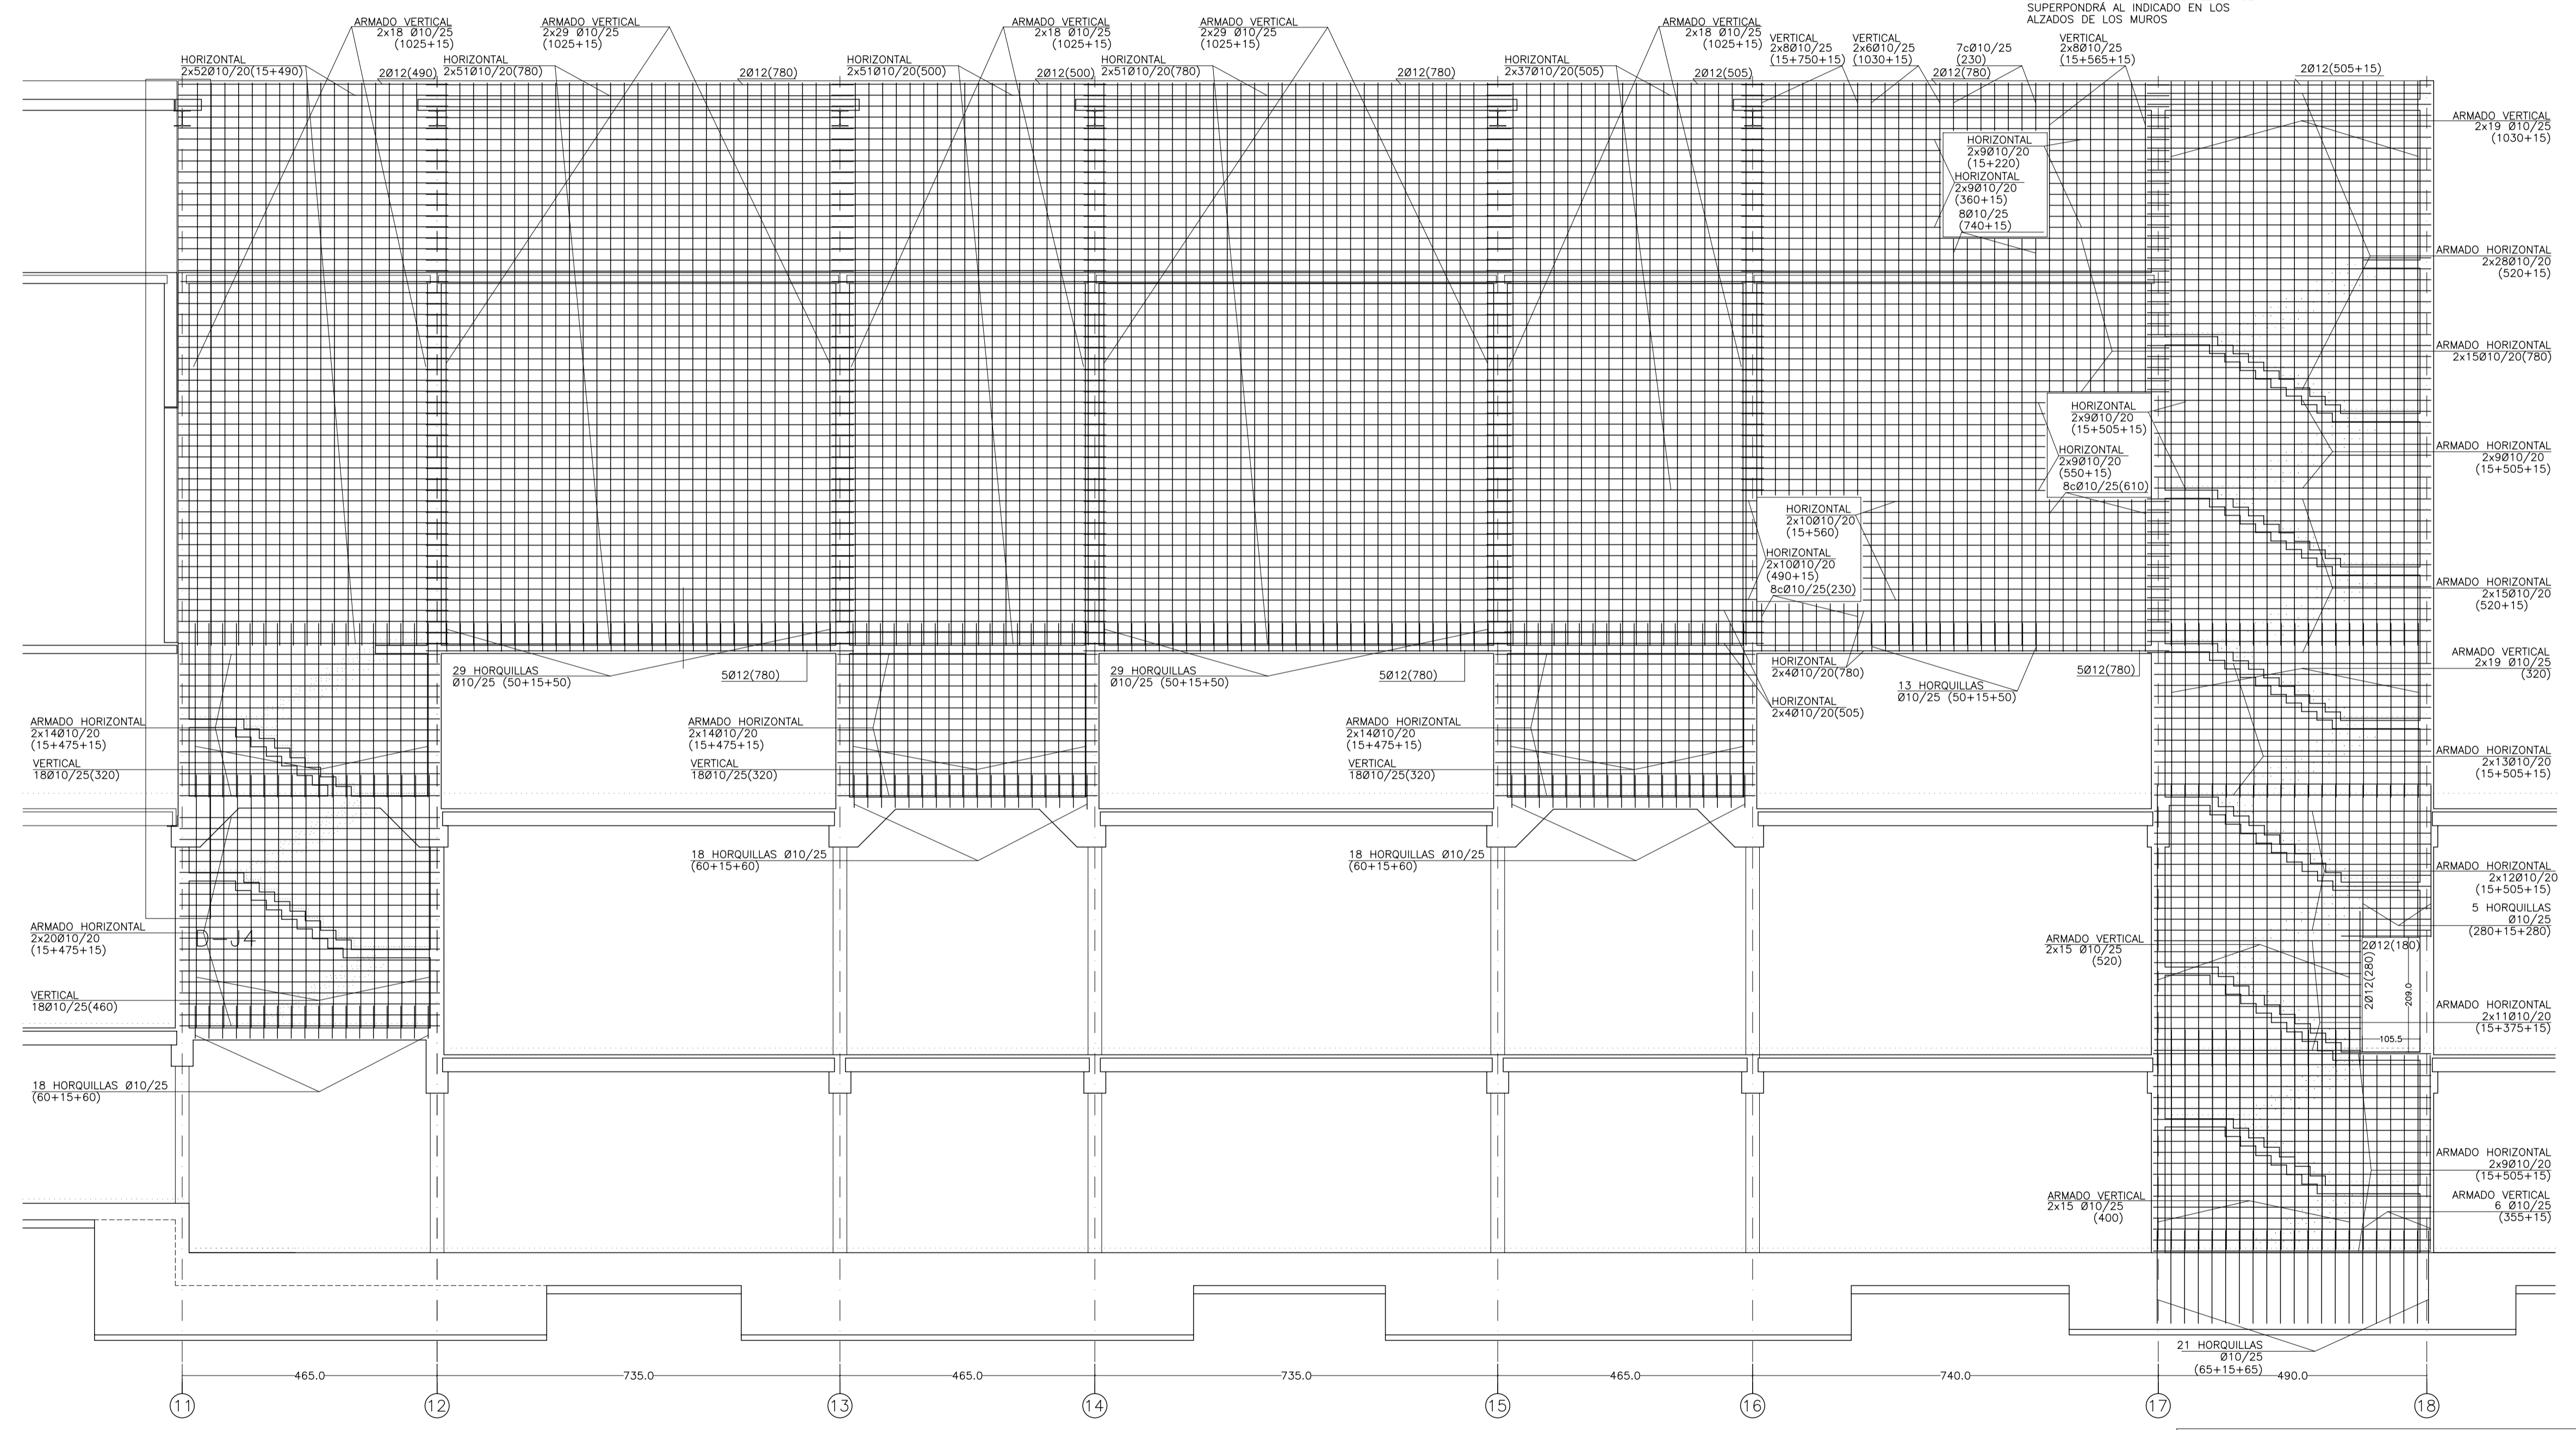 SUPERPONDRÁ AL INDICADO EN LOS
ALZADOS DE LOS MUROS
ARMADO VERTICAL
2x18 Ø10/25
(1025+15)
ARMADO VERTICAL
2x29 Ø10/25
(1025+15)
ARMADO VERTICAL
2x18 Ø10/25
(1025+15)
ARMADO VERTICAL
2x29 Ø10/25
(1025+15)
ARMADO VERTICAL
2x18 Ø10/25
(1025+15)
VERTICAL
2x8Ø10/25
(15+750+15)
VERTICAL
2x6Ø10/25
(1030+15)
7cØ10/25
(230)
2Ø12(780)
VERTICAL
2x8Ø10/25
(15+565+15)
HORIZONTAL
2x52Ø10/20(15+490)
2Ø12(490)
HORIZONTAL
2x51Ø10/20(780)
2Ø12(780)
HORIZONTAL
2x51Ø10/20(500)
2Ø12(500)
HORIZONTAL
2x51Ø10/20(780)
2Ø12(780)
HORIZONTAL
2x37Ø10/20(505)
2Ø12(505)
2Ø12(505+15)
ARMADO VERTICAL
2x19 Ø10/25
(1030+15)
HORIZONTAL
2x9Ø10/20
(15+220)
HORIZONTAL
2x9Ø10/20
(360+15)
8Ø10/25
(740+15)
ARMADO HORIZONTAL
2x28Ø10/20
(520+15)
ARMADO HORIZONTAL
2x15Ø10/20(780)
HORIZONTAL
2x9Ø10/20
(15+505+15)
HORIZONTAL
2x9Ø10/20
(550+15)
8cØ10/25(610)
ARMADO HORIZONTAL
2x9Ø10/20
(15+505+15)
HORIZONTAL
2x10Ø10/20
(15+560)
HORIZONTAL
2x10Ø10/20
(490+15)
8cØ10/25(230)
ARMADO HORIZONTAL
2x15Ø10/20
(520+15)
29 HORQUILLAS
Ø10/25 (50+15+50)
5Ø12(780)
29 HORQUILLAS
Ø10/25 (50+15+50)
5Ø12(780)
HORIZONTAL
2x4Ø10/20(780)
13 HORQUILLAS
Ø10/25 (50+15+50)
5Ø12(780)
ARMADO VERTICAL
2x19 Ø10/25
(320)
HORIZONTAL
2x4Ø10/20(505)
ARMADO HORIZONTAL
2x14Ø10/20
(15+475+15)
VERTICAL
18Ø10/25(320)
ARMADO HORIZONTAL
2x14Ø10/20
(15+475+15)
VERTICAL
18Ø10/25(320)
ARMADO HORIZONTAL
2x14Ø10/20
(15+475+15)
VERTICAL
18Ø10/25(320)
ARMADO HORIZONTAL
2x13Ø10/20
(15+505+15)
18 HORQUILLAS Ø10/25
(60+15+60)
18 HORQUILLAS Ø10/25
(60+15+60)
ARMADO HORIZONTAL
2x12Ø10/20
(15+505+15)
5 HORQUILLAS
Ø10/25
(280+15+280)
ARMADO HORIZONTAL
2x20Ø10/20
(15+475+15)
D-J4
ARMADO VERTICAL
2x15 Ø10/25
(520)
2Ø12(180)
2Ø12(280)
209.0
105.5
VERTICAL
18Ø10/25(460)
ARMADO HORIZONTAL
2x11Ø10/20
(15+375+15)
18 HORQUILLAS Ø10/25
(60+15+60)
ARMADO HORIZONTAL
2x9Ø10/20
(15+505+15)
ARMADO VERTICAL
2x15 Ø10/25
(400)
ARMADO VERTICAL
6 Ø10/25
(355+15)
21 HORQUILLAS
Ø10/25
(65+15+65)
465.0
735.0
465.0
735.0
465.0
740.0
490.0
11
12
13
14
15
16
17
18